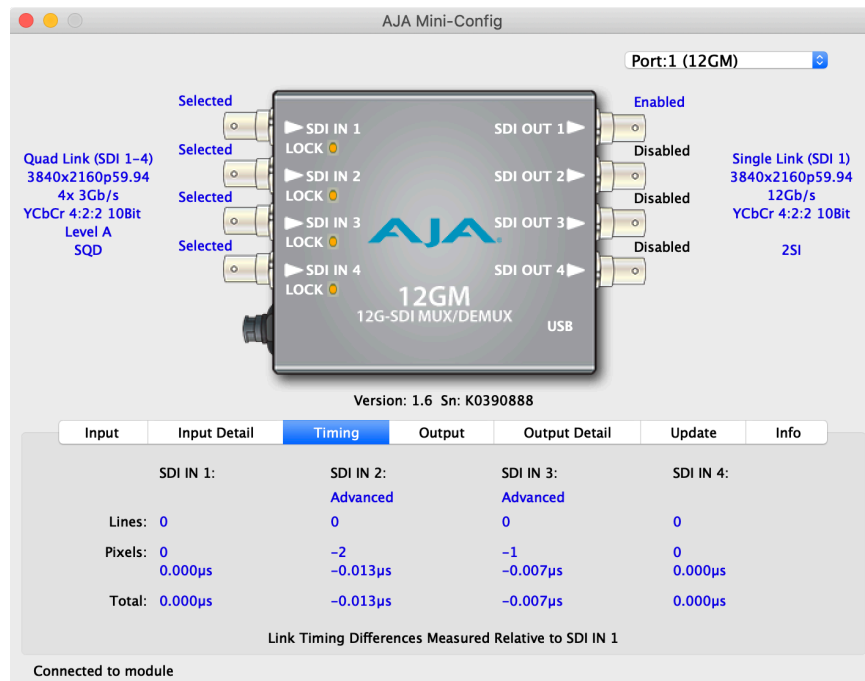 AJA Mini-Config
Port:1 (12GM)
Selected
Selected
Selected
Selected
Quad Link (SDI 1-4)
3840x2160p59.94
4x 3Gb/s
YCbCr 4:2:2 10Bit
Level A
SQD
SDI IN 1
LOCK
SDI IN 2
LOCK
SDI IN 3
LOCK
SDI IN 4
LOCK
AJA
12GM
12G-SDI MUX/DEMUX
USB
SDI OUT 1
SDI OUT 2
SDI OUT 3
SDI OUT 4
Enabled
Disabled
Disabled
Disabled
Single Link (SDI 1)
3840x2160p59.94
12Gb/s
YCbCr 4:2:2 10Bit
2SI
Version: 1.6 Sn: K0390888
Input Input Detail Timing Output Output Detail Update Info
SDI IN 1: SDI IN 2: SDI IN 3: SDI IN 4:
Advanced Advanced
Lines: 0 0 0 0
Pixels: 0 -2 -1 0
0.000µs -0.013µs -0.007µs 0.000µs
Total: 0.000µs -0.013µs -0.007µs 0.000µs
Link Timing Differences Measured Relative to SDI IN 1
Connected to module